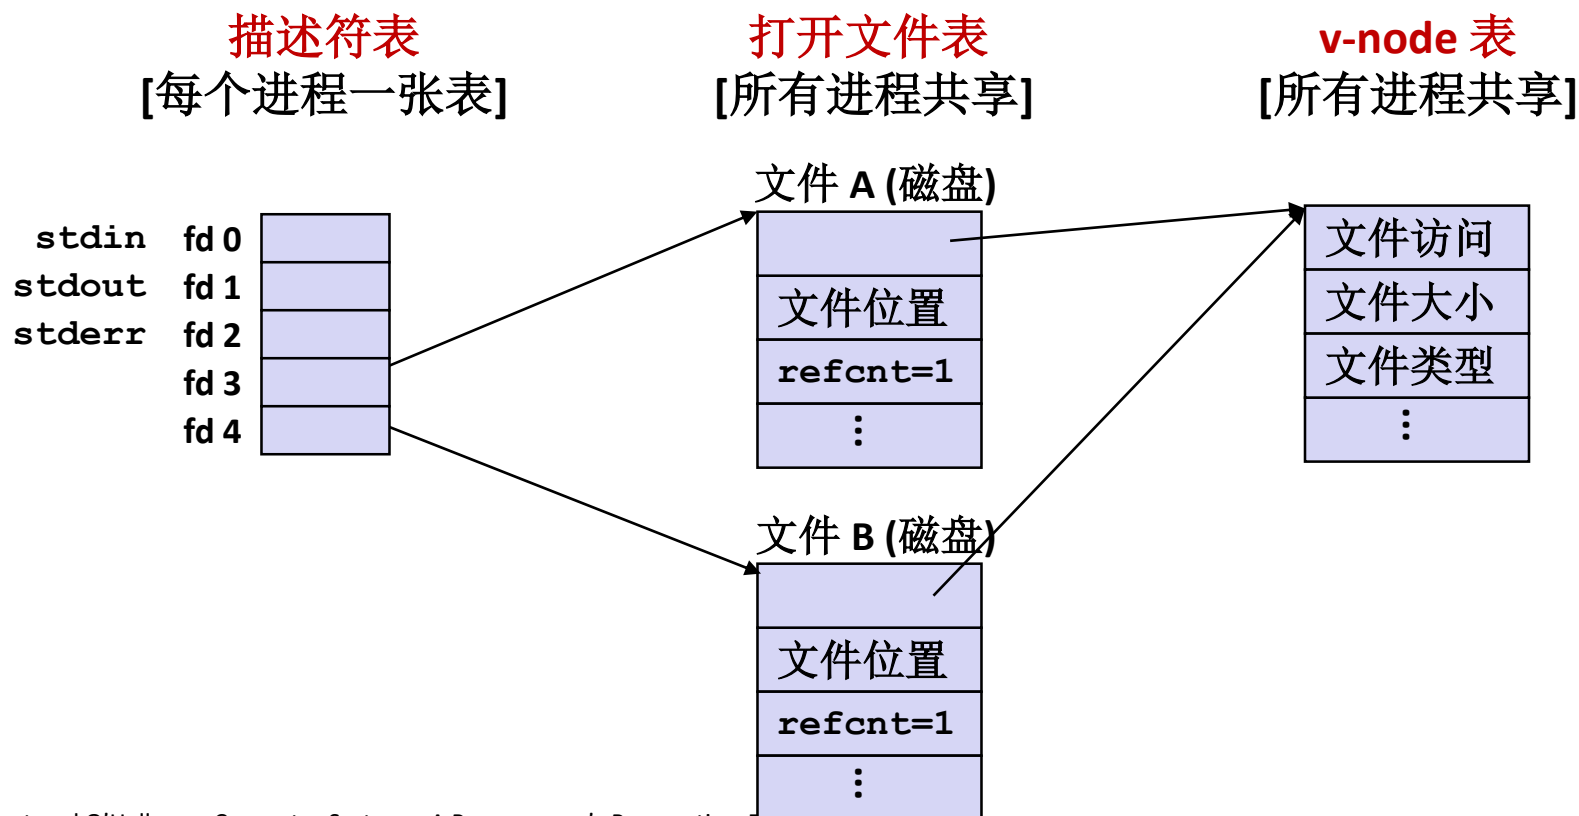 描述符表
[每个进程一张表]
打开文件表
[所有进程共享]
v-node 表
[所有进程共享]
stdin fd 0
stdout fd 1
stderr fd 2
fd 3
fd 4
文件 A (磁盘)
文件位置
refcnt=1
⋮
文件 B (磁盘)
文件位置
refcnt=1
⋮
文件访问
文件大小
文件类型
⋮